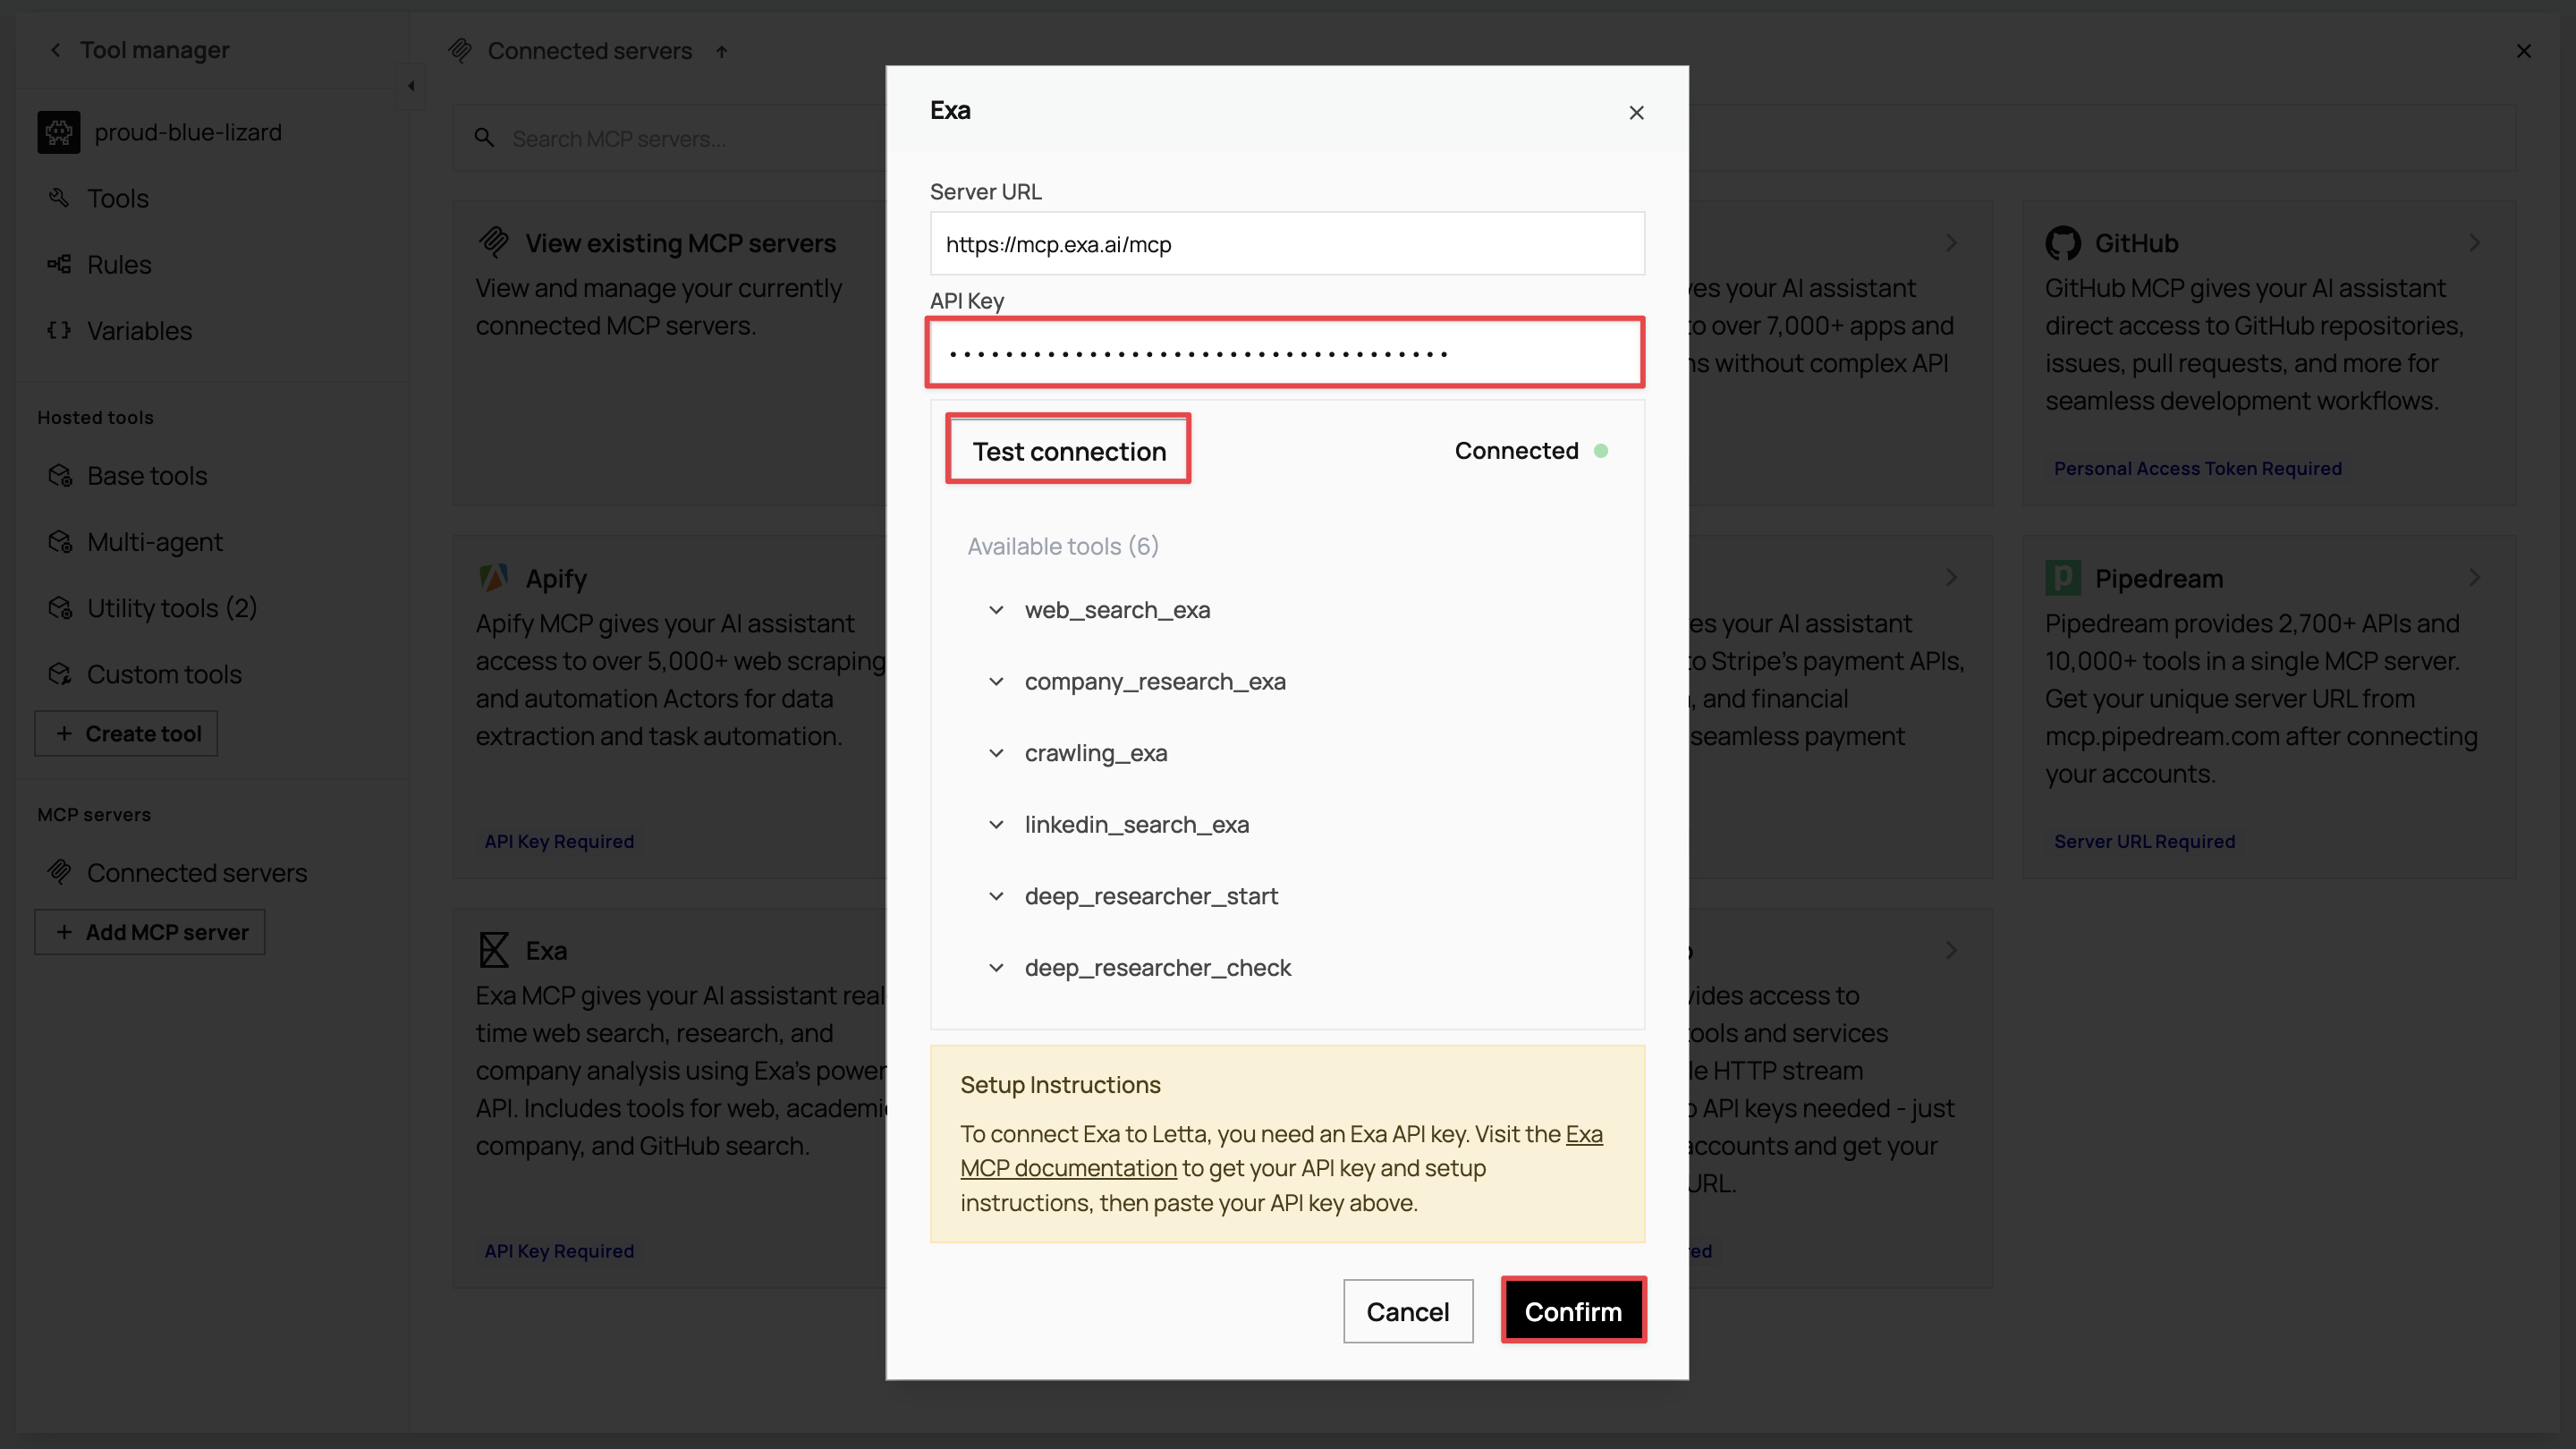 Tool manager
proud-blue-lizard
Tools
Rules
Variables
Hosted tools
Base tools
Multi-agent
Utility tools (2)
Custom tools
+ Create tool
MCP servers
Connected servers
+ Add MCP server
Connected servers
Search MCP servers...
View existing MCP servers
View and manage your currently
connected MCP servers.
Apify
Apify MCP gives your AI assistant
access to over 5,000+ web scraping
and automation Actors for data
extraction and task automation.
API Key Required
Exa
Exa MCP gives your AI assistant real
time web search, research, and
company analysis using Exa's power
API. Includes tools for web, academi
company, and GitHub search.
API Key Required
Exa
Server URL
https://mcp.exa.ai/mcp
API Key
Test connection
Connected
Available tools (6)
web_search_exa
company_research_exa
crawling_exa
linkedin_search_exa
deep_researcher_start
deep_researcher_check
Setup Instructions
To connect Exa to Letta, you need an Exa API key. Visit the Exa
MCP documentation to get your API key and setup
instructions, then paste your API key above.
Cancel
Confirm
your AI assistant
to over 7,000+ apps and
without complex API
your AI assistant
to Stripe's payment APIs,
, and financial
seamless payment
access to
tools and services
HTTP stream
API keys needed - just
accounts and get your
URL.
GitHub
GitHub MCP gives your AI assistant
direct access to GitHub repositories,
issues, pull requests, and more for
seamless development workflows.
Personal Access Token Required
Pipedream
Pipedream provides 2,700+ APIs and
10,000+ tools in a single MCP server.
Get your unique server URL from
mcp.pipedream.com after connecting
your accounts.
Server URL Required